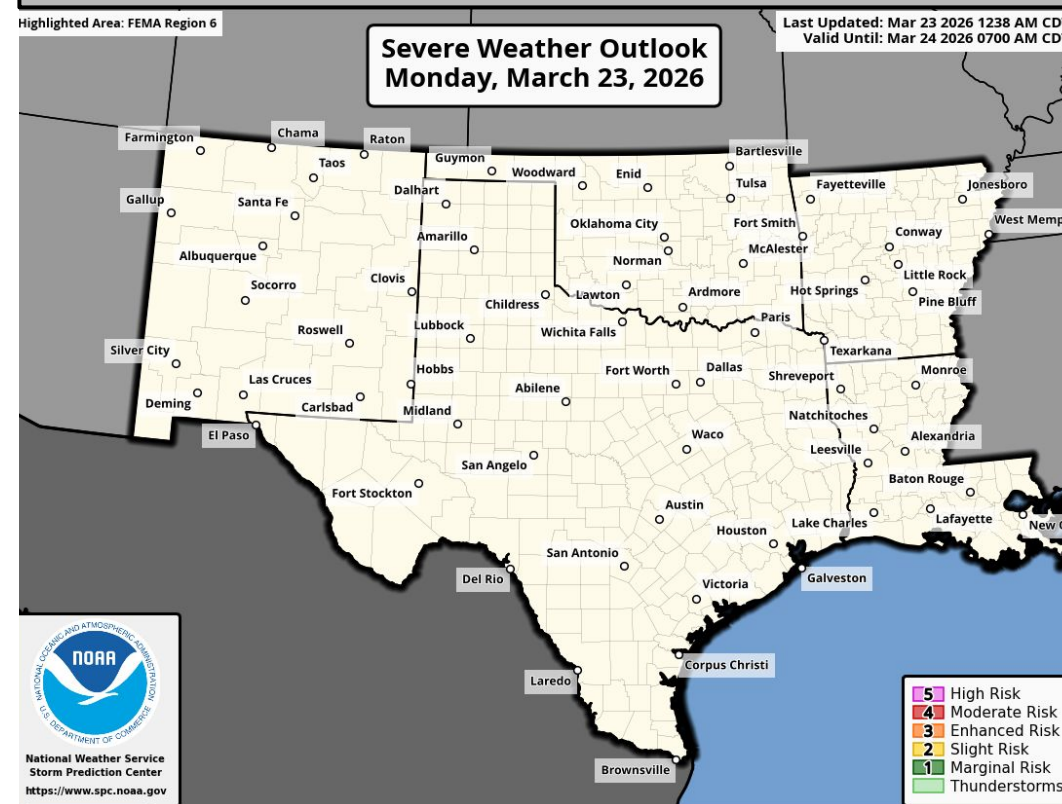 Highlighted Area: FEMA Region 6
Severe Weather Outlook
Monday, March 23, 2026
Last Updated: Mar 23 2026 1238 AM CD
Valid Until: Mar 24 2026 0700 AM CD
Farmington
Chama
Raton
Taos
Guymon
Woodward
Enid
Bartlesville
Tulsa
Fayetteville
Jonesboro
Gallup
Santa Fe
Dalhart
Oklahoma City
Fort Smith
West Memp
Albuquerque
Amarillo
Norman
McAlester
Conway
Little Rock
Socorro
Clovis
Childress
Lawton
Ardmore
Hot Springs
Pine Bluff
Roswell
Lubbock
Wichita Falls
Paris
Texarkana
Silver City
Las Cruces
Hobbs
Abilene
Fort Worth
Dallas
Shreveport
Monroe
Deming
Carlsbad
Midland
Natchitoches
El Paso
San Angelo
Waco
Leesville
Alexandria
Fort Stockton
Austin
Baton Rouge
Houston
Lake Charles
Lafayette
New
San Antonio
Del Rio
Galveston
Victoria
Laredo
Corpus Christi
Brownsville
NATIONAL OCEANIC AND ATMOSPHERIC ADMINISTRATION
NOAA
U.S. DEPARTMENT OF COMMERCE
National Weather Service
Storm Prediction Center
https://www.spc.noaa.gov
5 High Risk
4 Moderate Risk
3 Enhanced Risk
2 Slight Risk
1 Marginal Risk
Thunderstorms